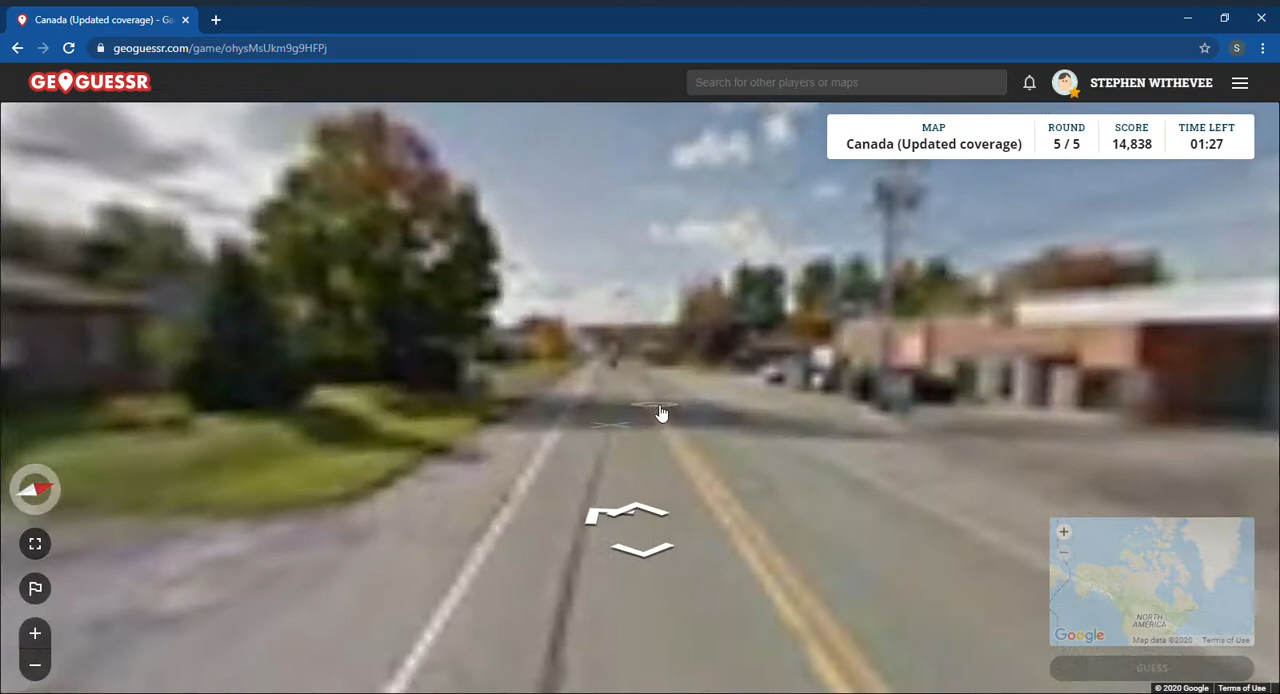 Canada (Updated coverage) - Ge
geoguessr.com/game/ohysMsUkm9g9HFPj
S
GEOGUESSR
Search for other players or maps
STEPHEN WITHEVEE
MAP
Canada (Updated coverage)
ROUND
5 / 5
SCORE
14,838
TIME LEFT
01:27
NORTH
AMERICA
Google
Map data ©2020
Terms of Use
GUESS
© 2020 Google
Terms of Use